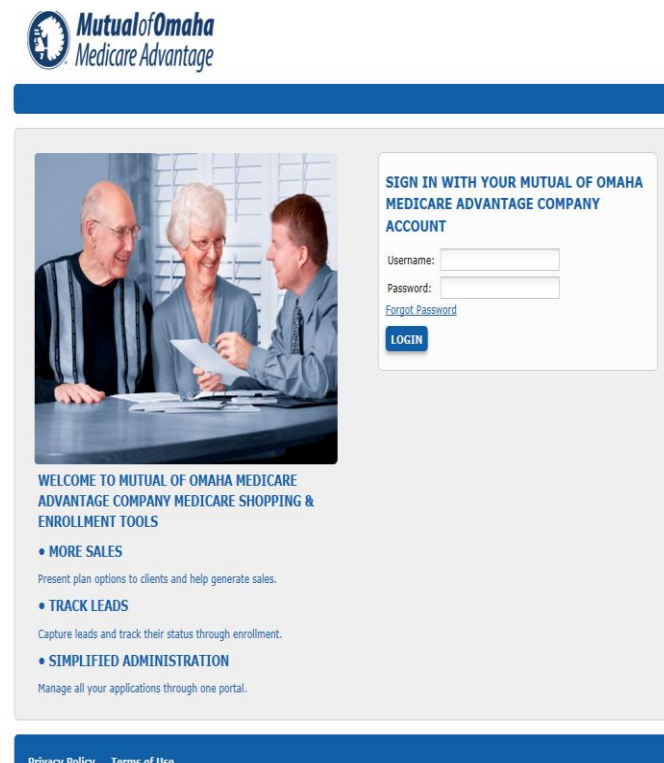 Mutual of Omaha
Medicare Advantage
SIGN IN WITH YOUR MUTUAL OF OMAHA
MEDICARE ADVANTAGE COMPANY
ACCOUNT
Username:
Password:
Forgot Password
LOGIN
WELCOME TO MUTUAL OF OMAHA MEDICARE
ADVANTAGE COMPANY MEDICARE SHOPPING &
ENROLLMENT TOOLS
• MORE SALES
Present plan options to clients and help generate sales.
• TRACK LEADS
Capture leads and track their status through enrollment.
• SIMPLIFIED ADMINISTRATION
Manage all your applications through one portal.
Privacy Policy Terms of Use